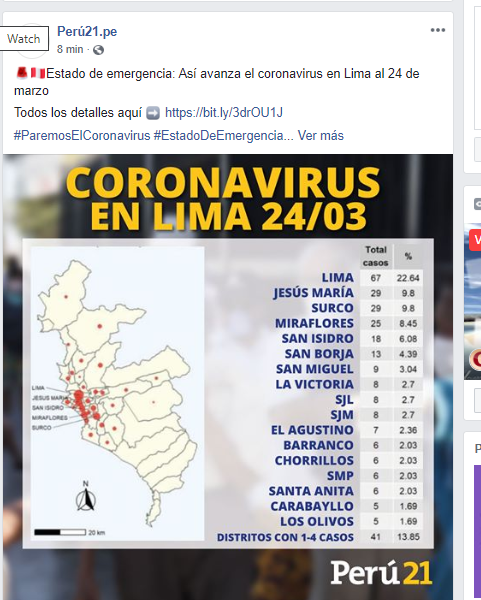 Watch
Perú21.pe
8 min ·
Estado de emergencia: Así avanza el coronavirus en Lima al 24 de
marzo
Todos los detalles aquí https://bit.ly/3drOU1J
#ParemosElCoronavirus #EstadoDeEmergencia... Ver más
CORONAVIRUS
EN LIMA 24/03
Total casos %
LIMA 67 22.64
JESÚS MARÍA 29 9.8
SURCO 29 9.8
MIRAFLORES 25 8.45
SAN ISIDRO 18 6.08
SAN BORJA 13 4.39
SAN MIGUEL 9 3.04
LA VICTORIA 8 2.7
SJL 8 2.7
SJM 8 2.7
EL AGUSTINO 7 2.36
BARRANCO 6 2.03
CHORRILLOS 6 2.03
SMP 6 2.03
SANTA ANITA 6 2.03
CARABAYLLO 5 1.69
LOS OLIVOS 5 1.69
DISTRITOS CON 1-4 CASOS 41 13.85
LIMA
JESUS MARIA
SAN ISIDRO
MIRAFLORES
SURCO
N
20 km
Perú21